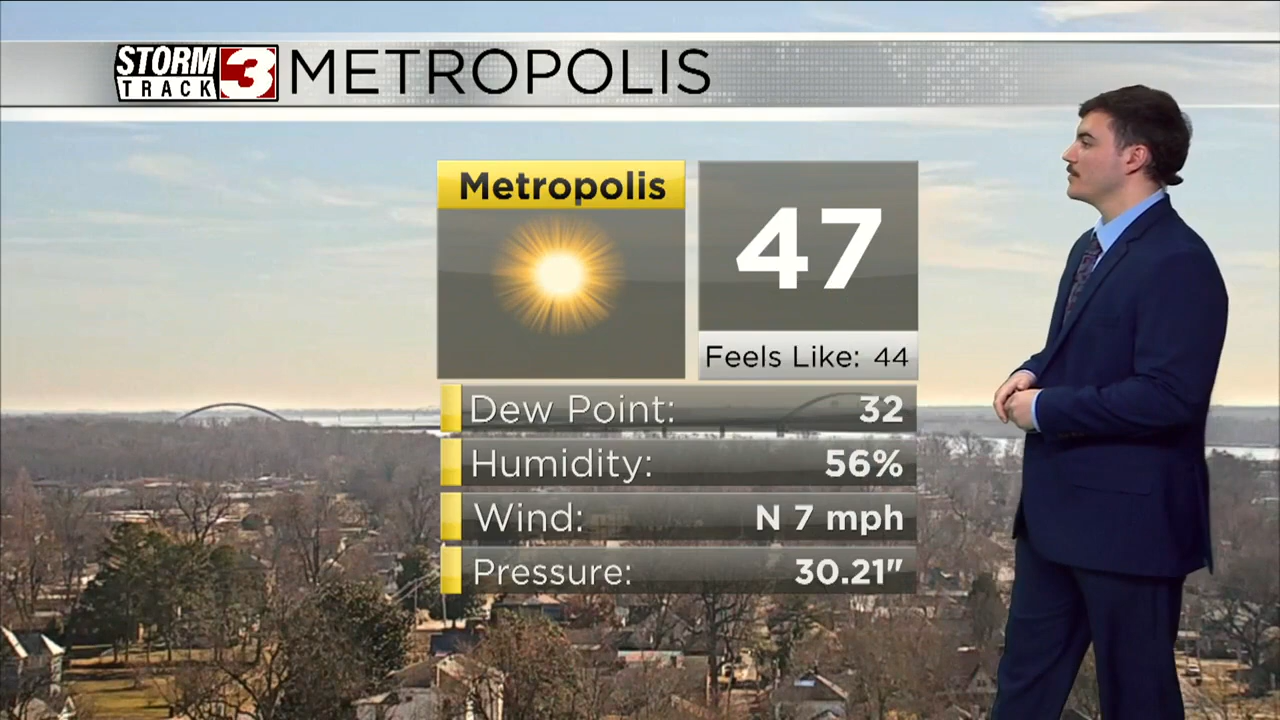 STORM
TRACK 3 METROPOLIS
Metropolis
47
Feels Like: 44
Dew Point: 32
Humidity: 56%
Wind: N 7 mph
Pressure: 30.21"